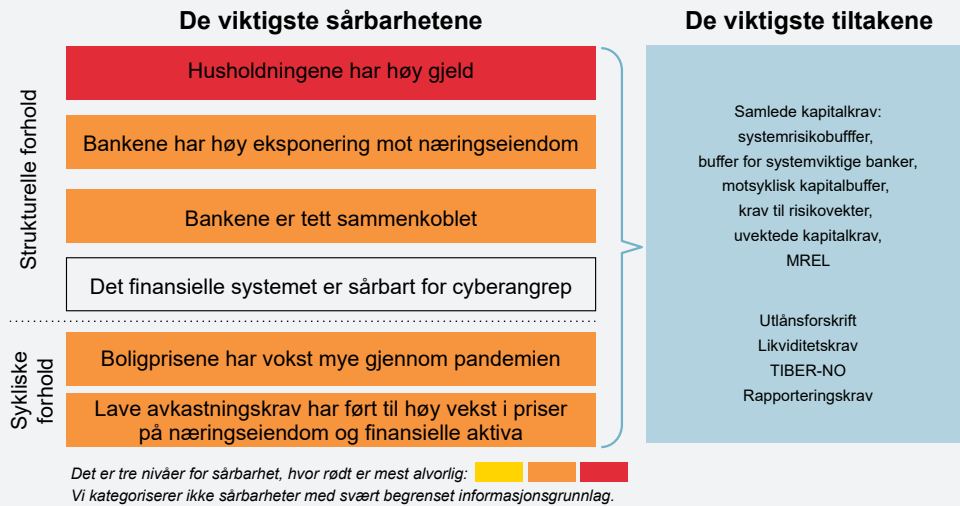 De viktigste sårbarhetene
Strukturelle forhold
Husholdningene har høy gjeld
Bankene har høy eksponering mot næringseiendom
Bankene er tett sammenkoblet
Det finansielle systemet er sårbart for cyberangrep
Sykliske
forhold
Boligprisene har vokst mye gjennom pandemien
Lave avkastningskrav har ført til høy vekst i priser
på næringseiendom og finansielle aktiva
De viktigste tiltakene
Samlede kapitalkrav:
systemrisikobufffer,
buffer for systemviktige banker,
motsyklisk kapitalbuffer,
krav til risikovekter,
uvektede kapitalkrav,
MREL
Utlånsforskrift
Likviditetskrav
TIBER-NO
Rapporteringskrav
Det er tre nivåer for sårbarhet, hvor rødt er mest alvorlig:
Vi kategoriserer ikke sårbarheter med svært begrenset informasjonsgrunnlag.